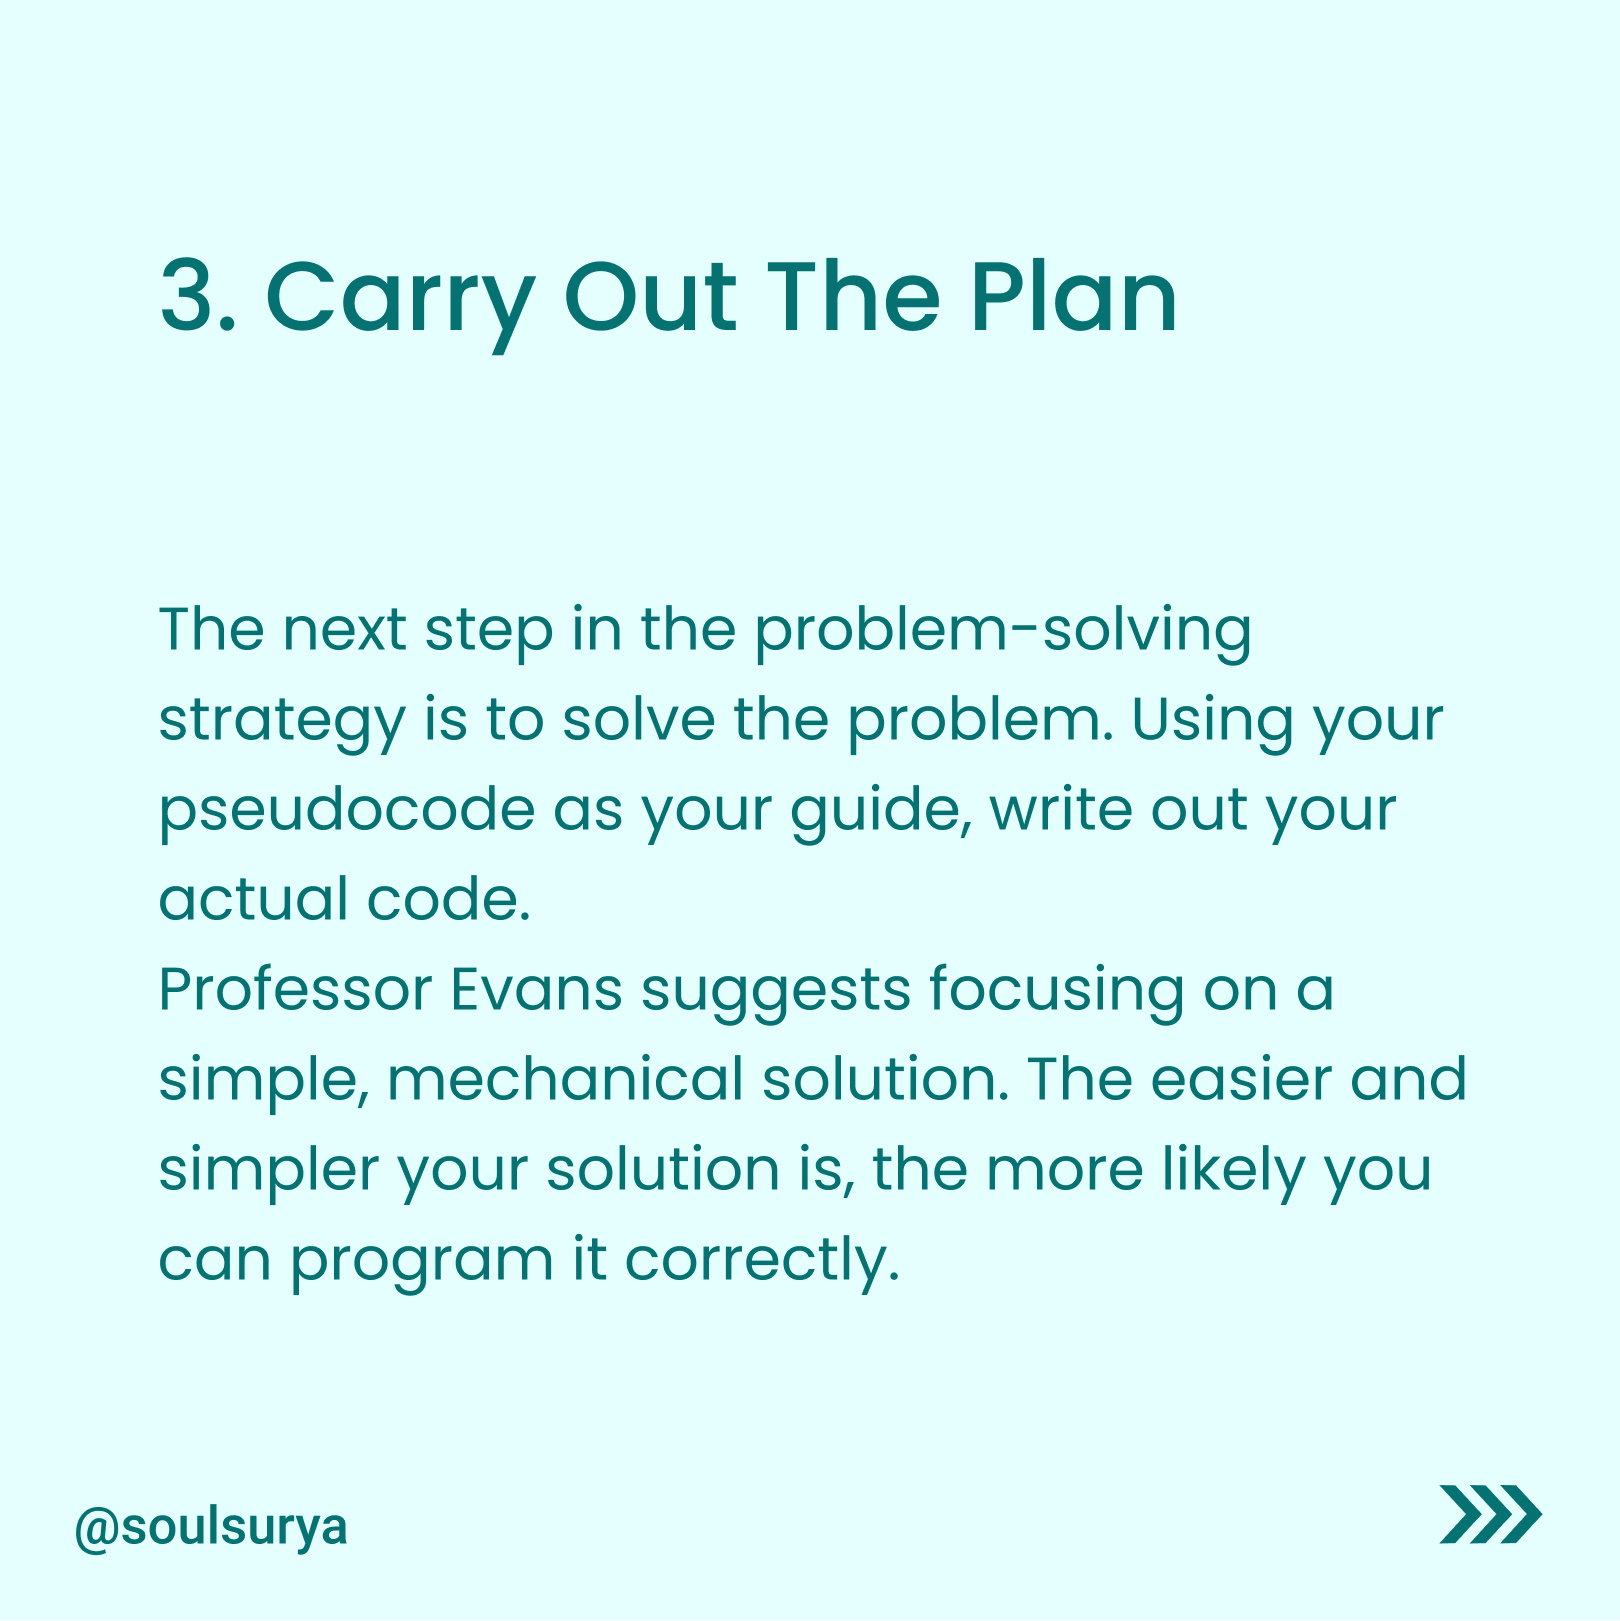 3. Carry Out The Plan
The next step in the problem-solving
strategy is to solve the problem. Using your
pseudocode as your guide, write out your
actual code.
Professor Evans suggests focusing on a
simple, mechanical solution. The easier and
simpler your solution is, the more likely you
can program it correctly.
@soulsurya